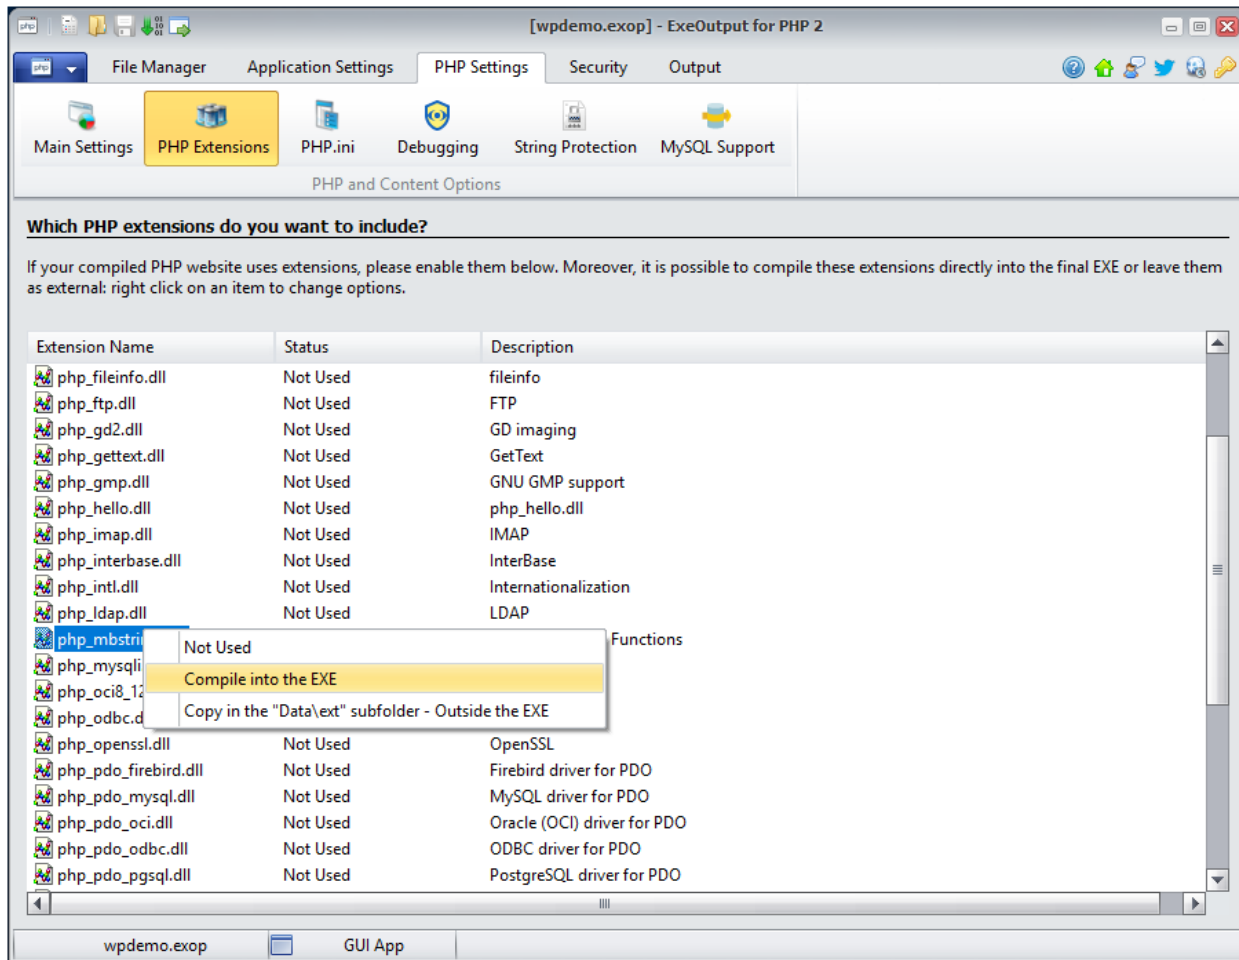 [wpdemo.exop] - ExeOutput for PHP 2
php File Manager Application Settings PHP Settings Security Output
Main Settings PHP Extensions PHP.ini Debugging String Protection MySQL Support
PHP and Content Options
Which PHP extensions do you want to include?
If your compiled PHP website uses extensions, please enable them below. Moreover, it is possible to compile these extensions directly into the final EXE or leave them
as external: right click on an item to change options.
Extension Name Status Description
php_fileinfo.dll Not Used fileinfo
php_ftp.dll Not Used FTP
php_gd2.dll Not Used GD imaging
php_gettext.dll Not Used GetText
php_gmp.dll Not Used GNU GMP support
php_hello.dll Not Used php_hello.dll
php_imap.dll Not Used IMAP
php_interbase.dll Not Used InterBase
php_intl.dll Not Used Internationalization
php_ldap.dll Not Used LDAP
php_mbstri Functions
Not Used
php_mysqli
Compile into the EXE
php_oci8_12
Copy in the "Data\ext" subfolder - Outside the EXE
php_odbc.d
php_openssl.dll Not Used OpenSSL
php_pdo_firebird.dll Not Used Firebird driver for PDO
php_pdo_mysql.dll Not Used MySQL driver for PDO
php_pdo_oci.dll Not Used Oracle (OCI) driver for PDO
php_pdo_odbc.dll Not Used ODBC driver for PDO
php_pdo_pgsql.dll Not Used PostgreSQL driver for PDO
wpdemo.exop GUI App